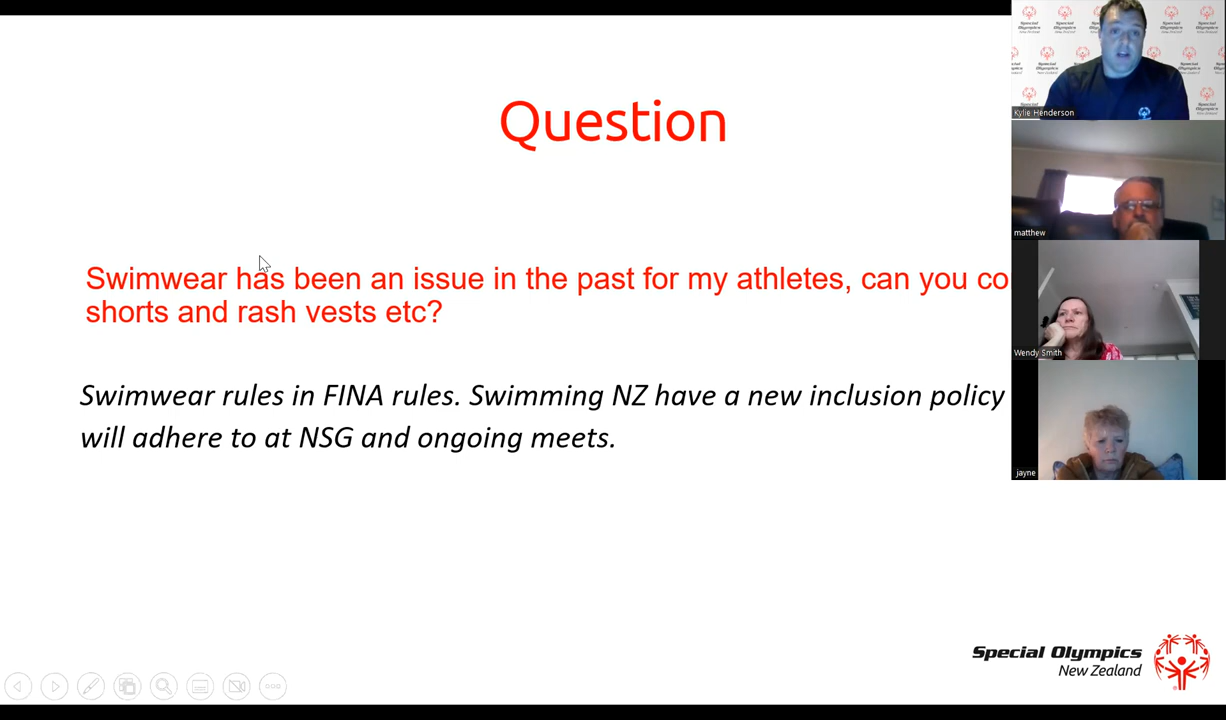 Question
Swimwear has been an issue in the past for my athletes, can you co
shorts and rash vests etc?
Swimwear rules in FINA rules. Swimming NZ have a new inclusion policy
will adhere to at NSG and ongoing meets.
Kylie Henderson
matthew
Wendy Smith
jayne
Special Olympics
New Zealand